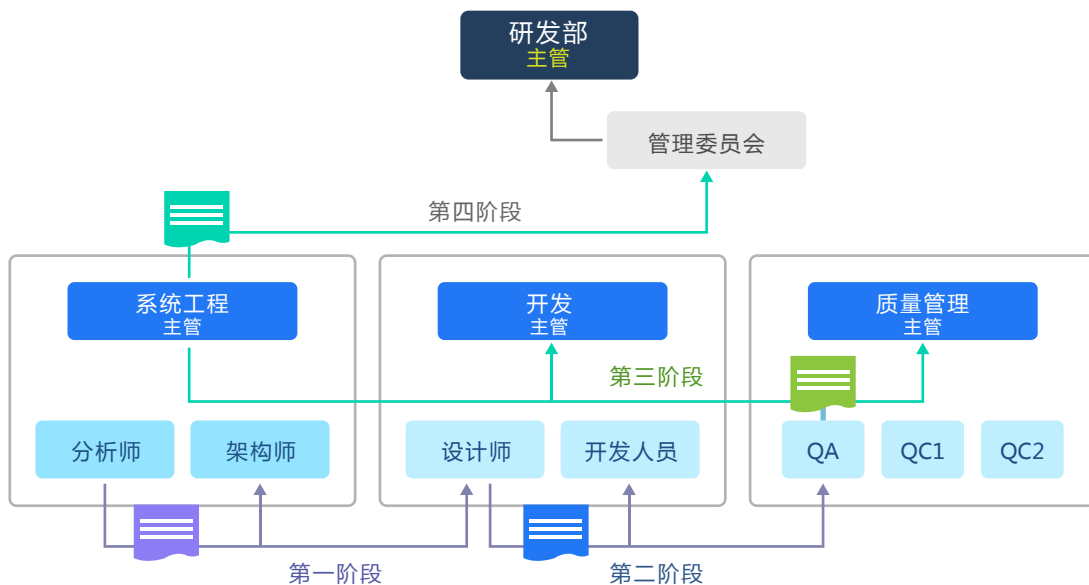 研发部
主管
管理委员会
第四阶段
系统工程
主管
开发
主管
质量管理
主管
第三阶段
分析师
架构师
设计师
开发人员
QA
QC1
QC2
第一阶段
第二阶段